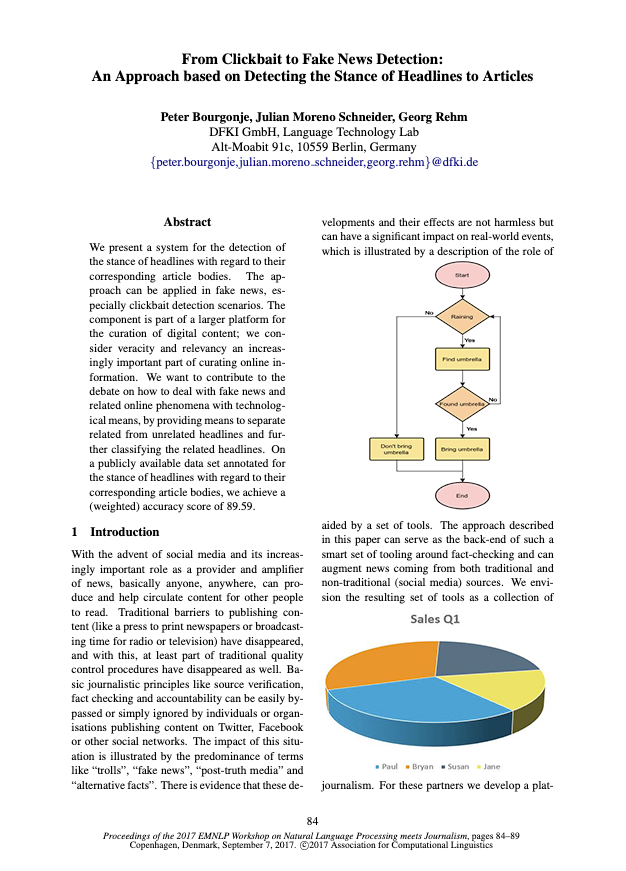 From Clickbait to Fake News Detection:
An Approach based on Detecting the Stance of Headlines to Articles
Peter Bourgonje, Julian Moreno Schneider, Georg Rehm
DFKI GmbH, Language Technology Lab
Alt-Moabit 91c, 10559 Berlin, Germany
{peter.bourgonje,julian.moreno_schneider,georg.rehm}@dfki.de
Abstract
We present a system for the detection of
the stance of headlines with regard to their
corresponding article bodies. The ap-
proach can be applied in fake news, es-
pecially clickbait detection scenarios. The
component is part of a larger platform for
the curation of digital content; we con-
sider veracity and relevancy an increas-
ingly important part of curating online in-
formation. We want to contribute to the
debate on how to deal with fake news and
related online phenomena with technolog-
ical means, by providing means to separate
related from unrelated headlines and fur-
ther classifying the related headlines. On
a publicly available data set annotated for
the stance of headlines with regard to their
corresponding article bodies, we achieve a
(weighted) accuracy score of 89.59.
1 Introduction
With the advent of social media and its increas-
ingly important role as a provider and amplifier
of news, basically anyone, anywhere, can pro-
duce and help circulate content for other people
to read. Traditional barriers to publishing con-
tent (like a press to print newspapers or broadcast-
ing time for radio or television) have disappeared,
and with this, at least part of traditional quality
control procedures have disappeared as well. Ba-
sic journalistic principles like source verification,
fact checking and accountability can be easily by-
passed or simply ignored by individuals or organ-
isations publishing content on Twitter, Facebook
or other social networks. The impact of this situ-
ation is illustrated by the predominance of terms
like “trolls”, “fake news”, “post-truth media” and
“alternative facts”. There is evidence that these de-
velopments and their effects are not harmless but
can have a significant impact on real-world events,
which is illustrated by a description of the role of
Start
No
Raining
Yes
Find umbrella
Found umbrella
No
Yes
Don't bring
umbrella
Bring umbrella
End
aided by a set of tools. The approach described
in this paper can serve as the back-end of such a
smart set of tooling around fact-checking and can
augment news coming from both traditional and
non-traditional (social media) sources. We envi-
sion the resulting set of tools as a collection of
Sales Q1
Paul Bryan Susan Jane
journalism. For these partners we develop a plat-
84
Proceedings of the 2017 EMNLP Workshop on Natural Language Processing meets Journalism, pages 84–89
Copenhagen, Denmark, September 7, 2017. ©2017 Association for Computational Linguistics